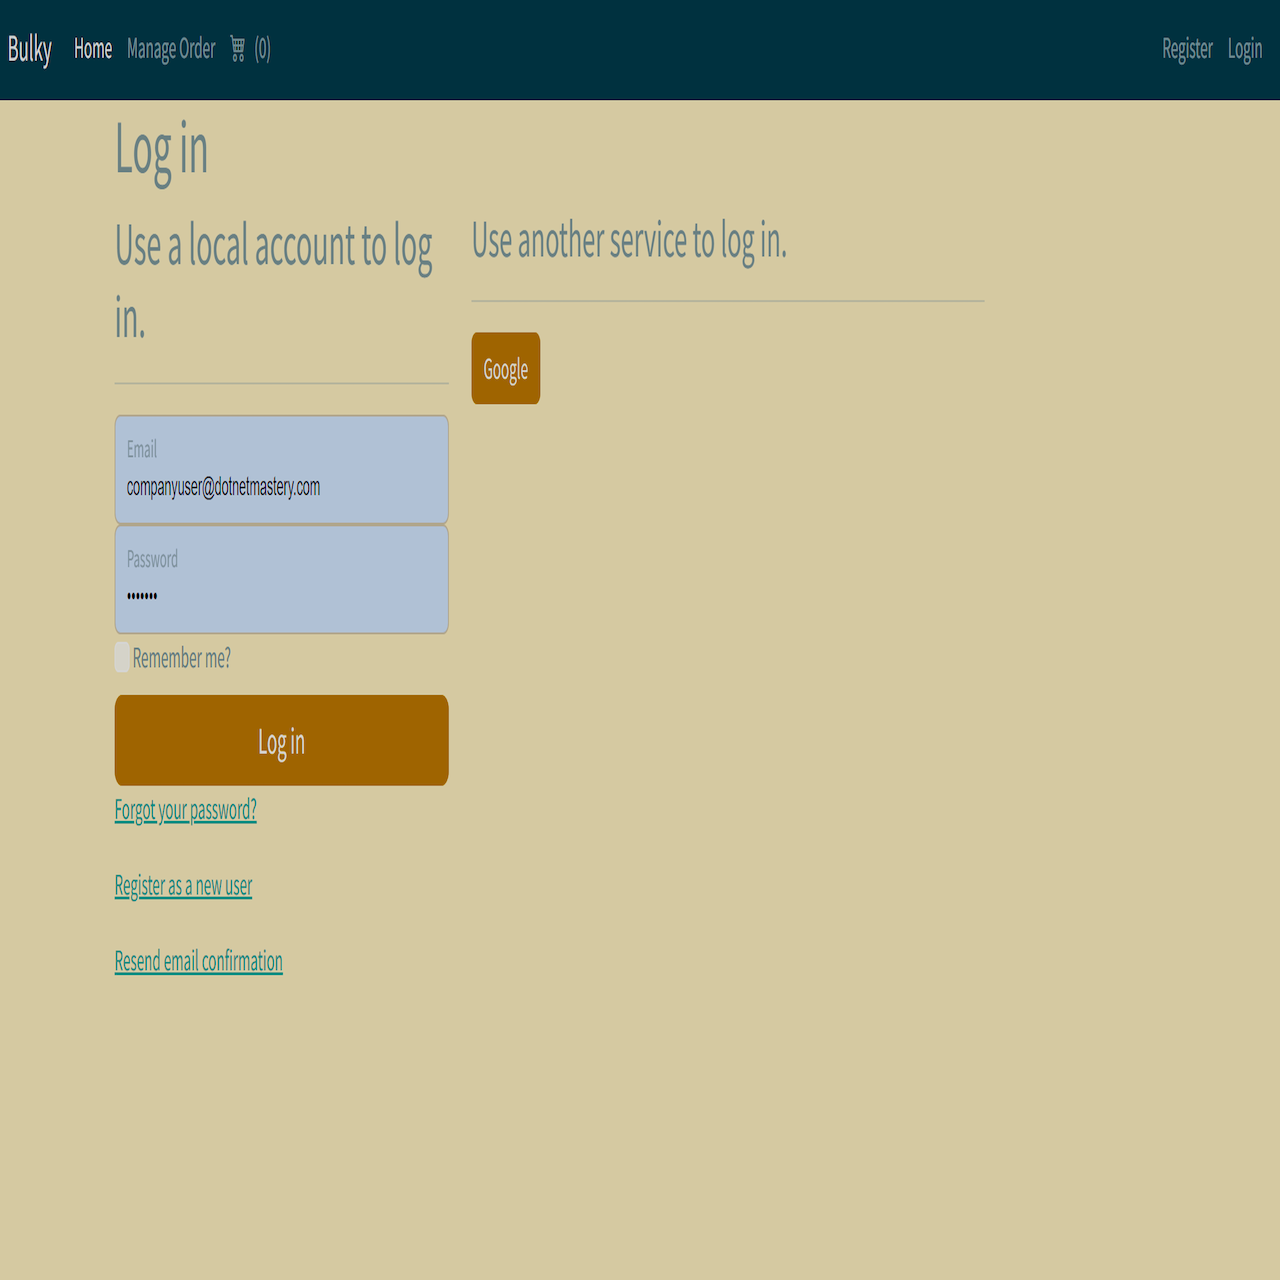 Bulky Home Manage Order (0) Register Login
Log in
Use a local account to log
in.
Use another service to log in.
Google
Email
companyuser@dotnetmastery.com
Password
•••••••
Remember me?
Log in
Forgot your password?
Register as a new user
Resend email confirmation